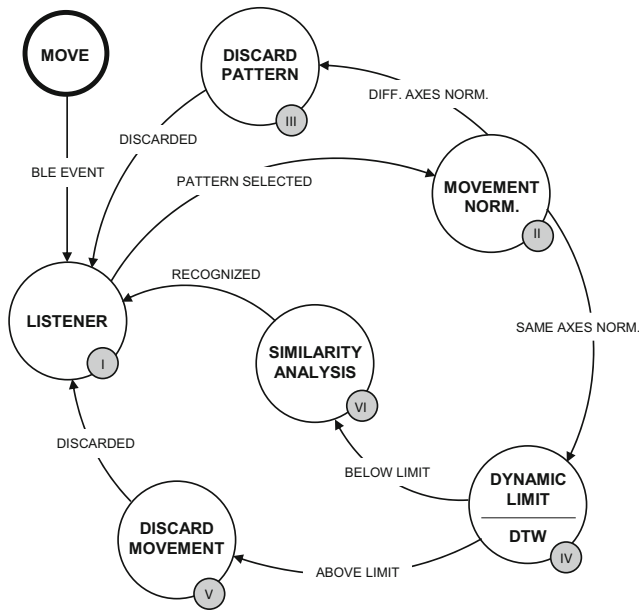 MOVE
DISCARD
PATTERN
III
DIFF. AXES NORM.
DISCARDED
BLE EVENT
PATTERN SELECTED
MOVEMENT
NORM.
II
RECOGNIZED
LISTENER
I
SAME AXES NORM.
SIMILARITY
ANALYSIS
VI
DISCARDED
BELOW LIMIT
DYNAMIC
LIMIT
DTW
IV
DISCARD
MOVEMENT
V
ABOVE LIMIT